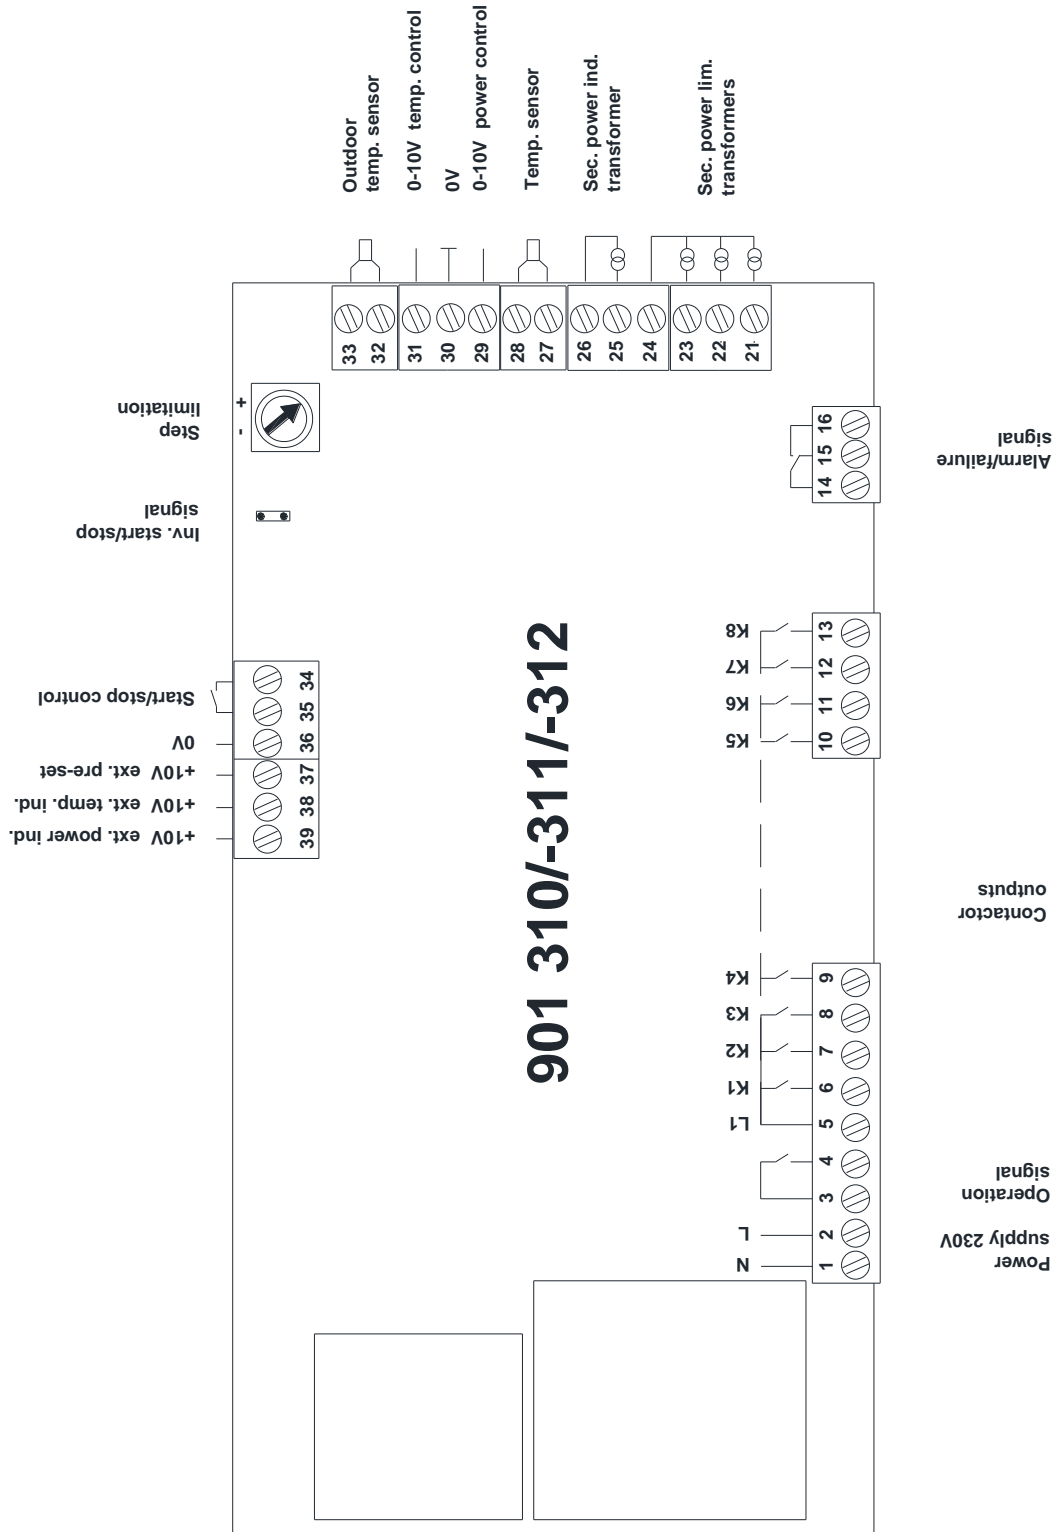 Outdoor
temp. sensor
0-10V temp. control
0V
0-10V power control
Temp. sensor
Sec. power ind.
transformer
Sec. power lim.
transformers
33
32
31
30
29
28
27
26
25
24
23
22
21
Step
limitation
- +
Inv. start/stop
signal
Start/stop control
0V
+10V ext. pre-set
+10V ext. temp. ind.
+10V ext. power ind.
34
35
36
37
38
39
901 310/-311/-312
Alarm/failure
signal
16
15
14
K8
K7
K6
K5
13
12
11
10
Contactor
outputs
K4
K3
K2
K1
L1
L
N
9
8
7
6
5
4
3
2
1
Operation
signal
Power
supply 230V